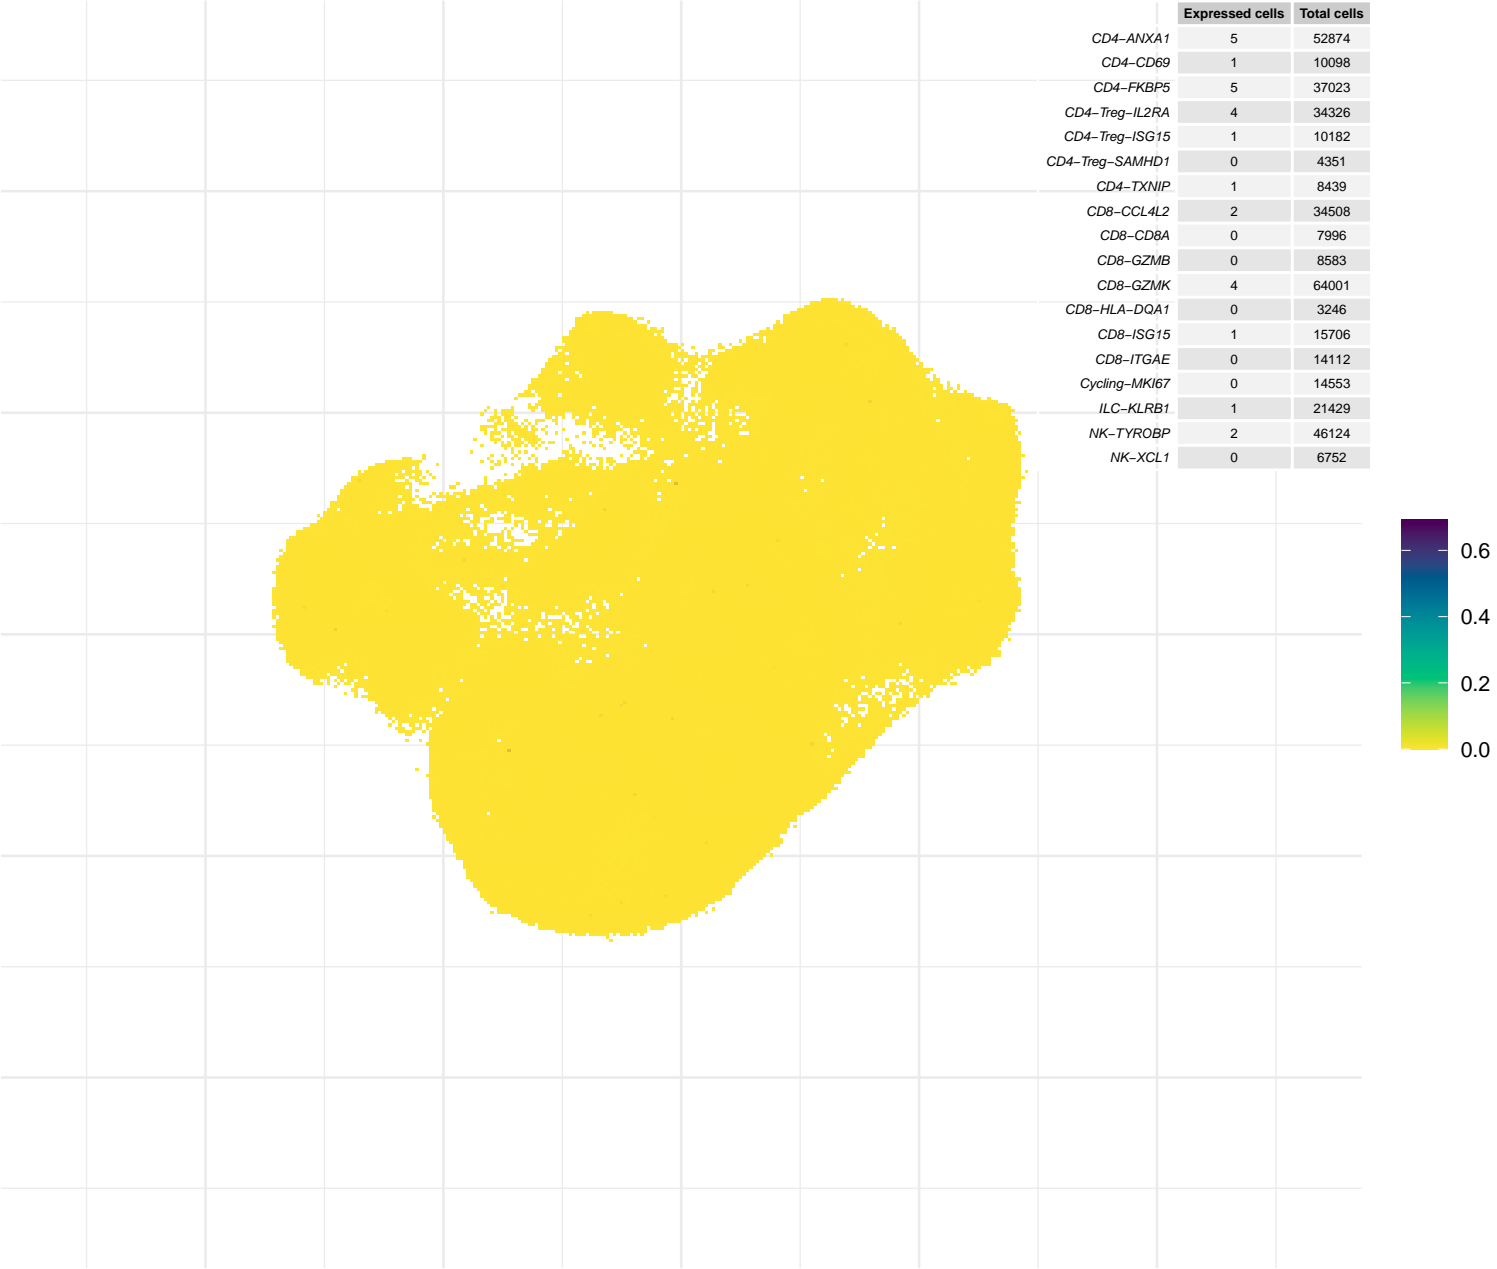 Expressed cells Total cells
CD4−ANXA1 5 52874
CD4−CD69 1 10098
CD4−FKBP5 5 37023
CD4−Treg−IL2RA 4 34326
CD4−Treg−ISG15 1 10182
CD4−Treg−SAMHD1 0 4351
CD4−TXNIP 1 8439
CD8−CCL4L2 2 34508
CD8−CD8A 0 7996
CD8−GZMB 0 8583
CD8−GZMK 4 64001
CD8−HLA−DQA1 0 3246
CD8−ISG15 1 15706
CD8−ITGAE 0 14112
Cycling−MKI67 0 14553
ILC−KLRB1 1 21429
NK−TYROBP 2 46124
NK−XCL1 0 6752
0.6
0.4
0.2
0.0